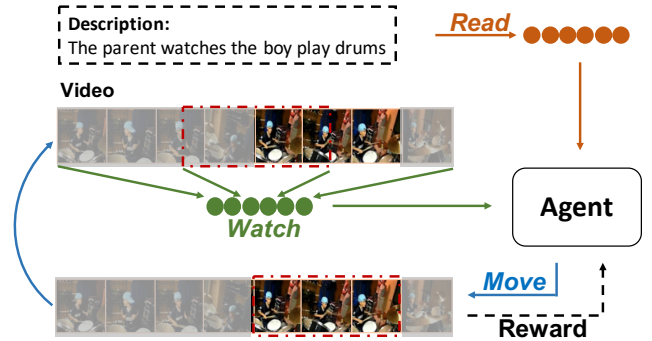 Description:
The parent watches the boy play drums
Read
Video
Watch
Agent
Move
Reward